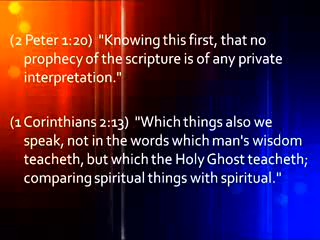 (2 Peter 1:20)  "Knowing this first, that no
prophecy of the scripture is of any private
interpretation."
(1 Corinthians 2:13)  "Which things also we
speak, not in the words which man's wisdom
teacheth, but which the Holy Ghost teacheth;
comparing spiritual things with spiritual."